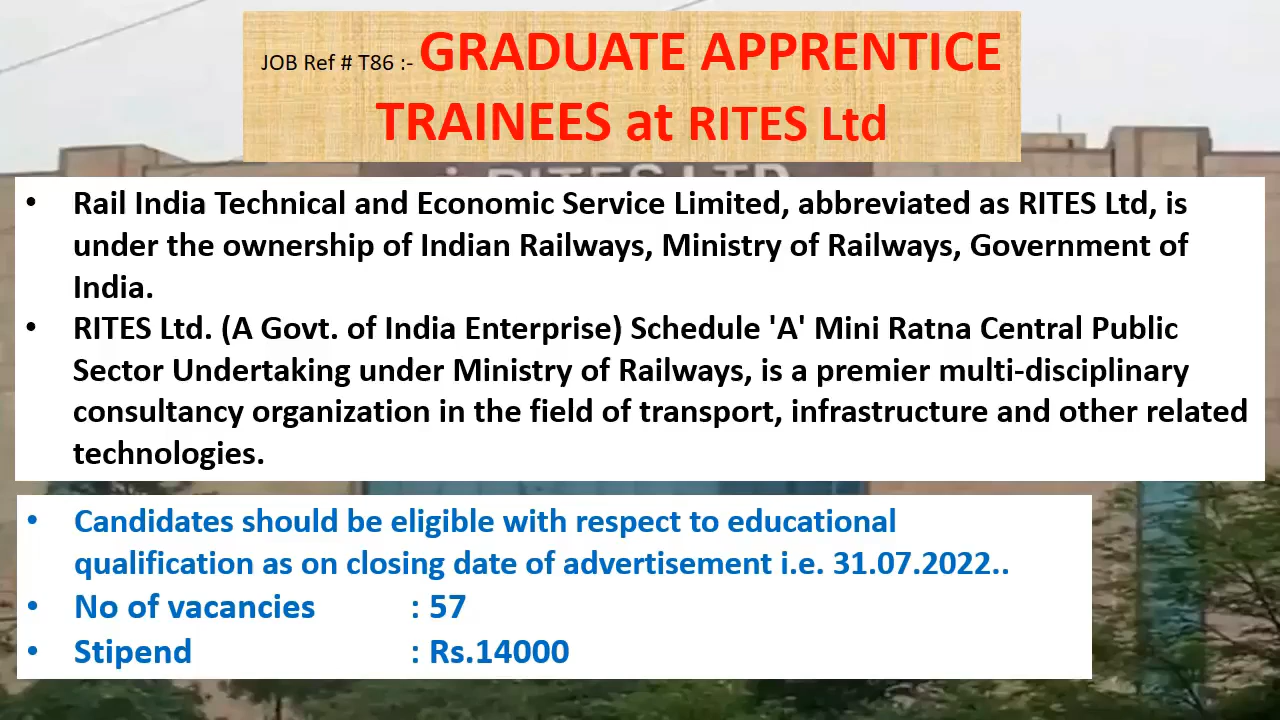 JOB Ref # T86 :- GRADUATE APPRENTICE
TRAINEES at RITES Ltd
RITES LTD
• Rail India Technical and Economic Service Limited, abbreviated as RITES Ltd, is
under the ownership of Indian Railways, Ministry of Railways, Government of
India.
• RITES Ltd. (A Govt. of India Enterprise) Schedule 'A' Mini Ratna Central Public
Sector Undertaking under Ministry of Railways, is a premier multi-disciplinary
consultancy organization in the field of transport, infrastructure and other related
technologies.
• Candidates should be eligible with respect to educational
qualification as on closing date of advertisement i.e. 31.07.2022..
• No of vacancies : 57
• Stipend : Rs.14000